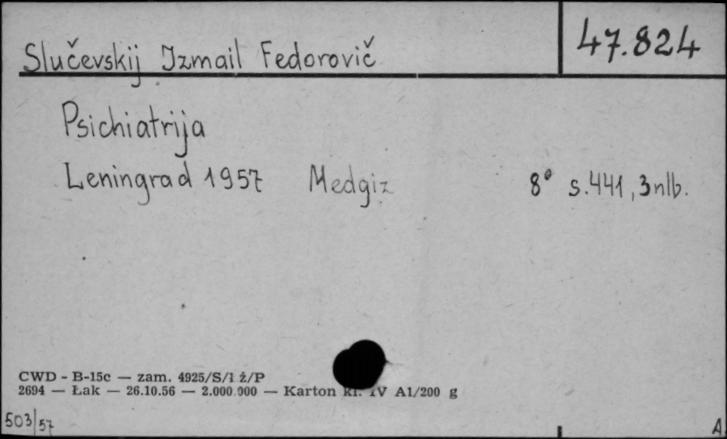 Slučevskij Izmail Fedorovič
47.824
Psichiatrija
Leningrad 1957 Medgiz 8° s.441, 3nlb.
CWD - B-15c — zam. 4925/S/1 ż/P
2694 — Łak — 26.10.56 — 2.000.000 — Karton kl. IV A1/200 g
503/57
A